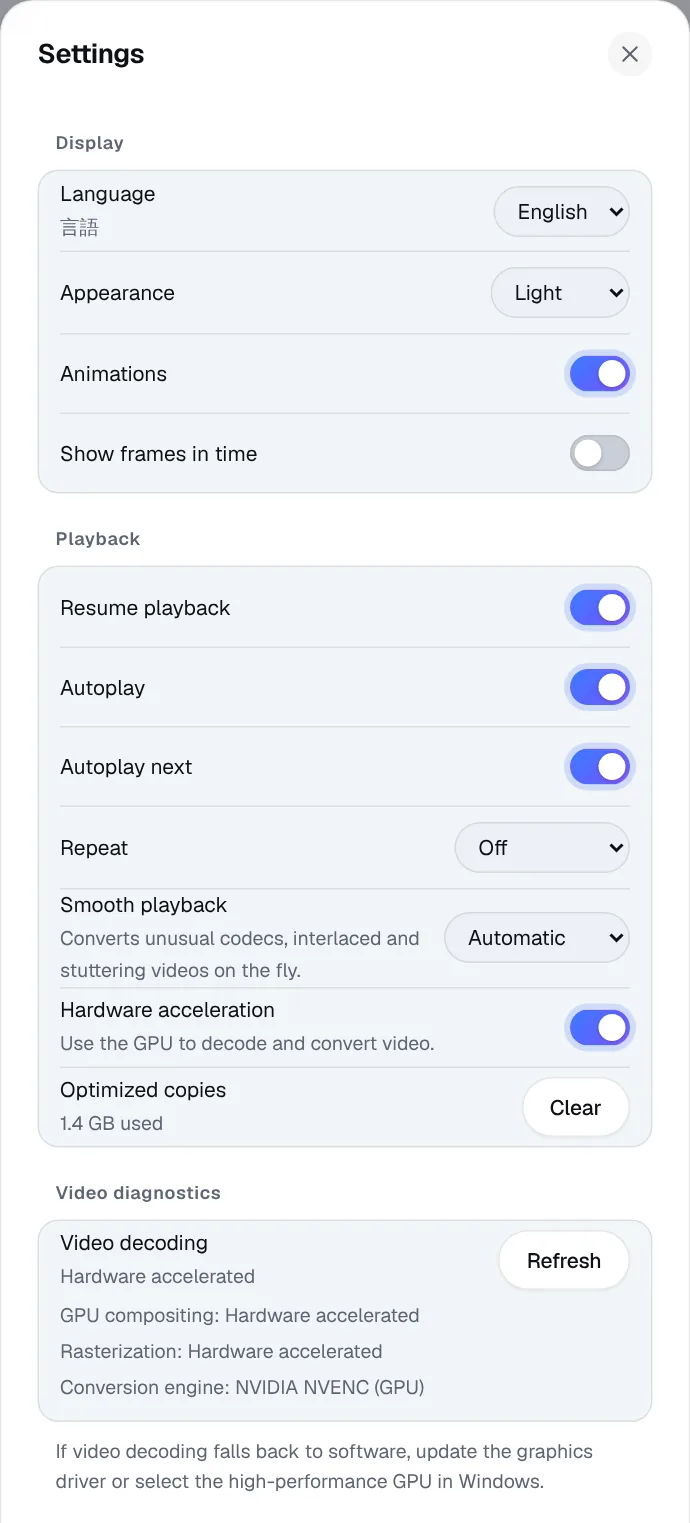 Settings
Display
Language
言語
English
Appearance
Light
Animations
Show frames in time
Playback
Resume playback
Autoplay
Autoplay next
Repeat
Off
Smooth playback
Converts unusual codecs, interlaced and
stuttering videos on the fly.
Automatic
Hardware acceleration
Use the GPU to decode and convert video.
Optimized copies
1.4 GB used
Clear
Video diagnostics
Video decoding
Hardware accelerated
Refresh
GPU compositing: Hardware accelerated
Rasterization: Hardware accelerated
Conversion engine: NVIDIA NVENC (GPU)
If video decoding falls back to software, update the graphics
driver or select the high-performance GPU in Windows.